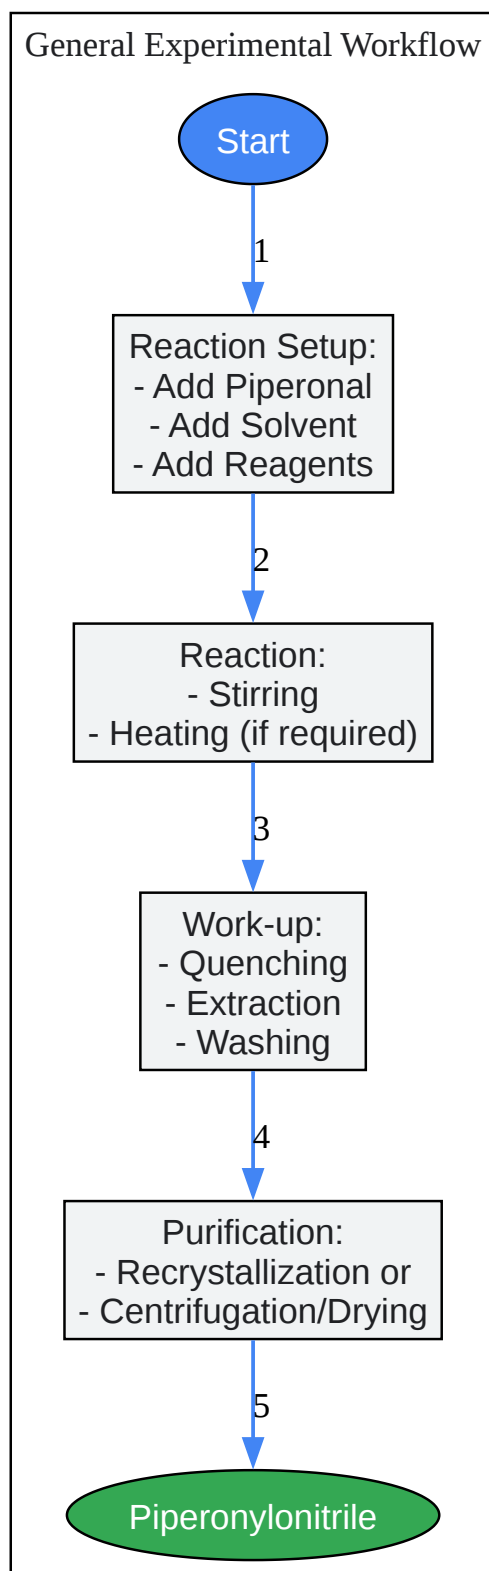 General Experimental Workflow
Start
1
Reaction Setup:
- Add Piperonal
- Add Solvent
- Add Reagents
2
Reaction:
- Stirring
- Heating (if required)
3
Work-up:
- Quenching
- Extraction
- Washing
4
Purification:
- Recrystallization or
- Centrifugation/Drying
5
Piperonylonitrile